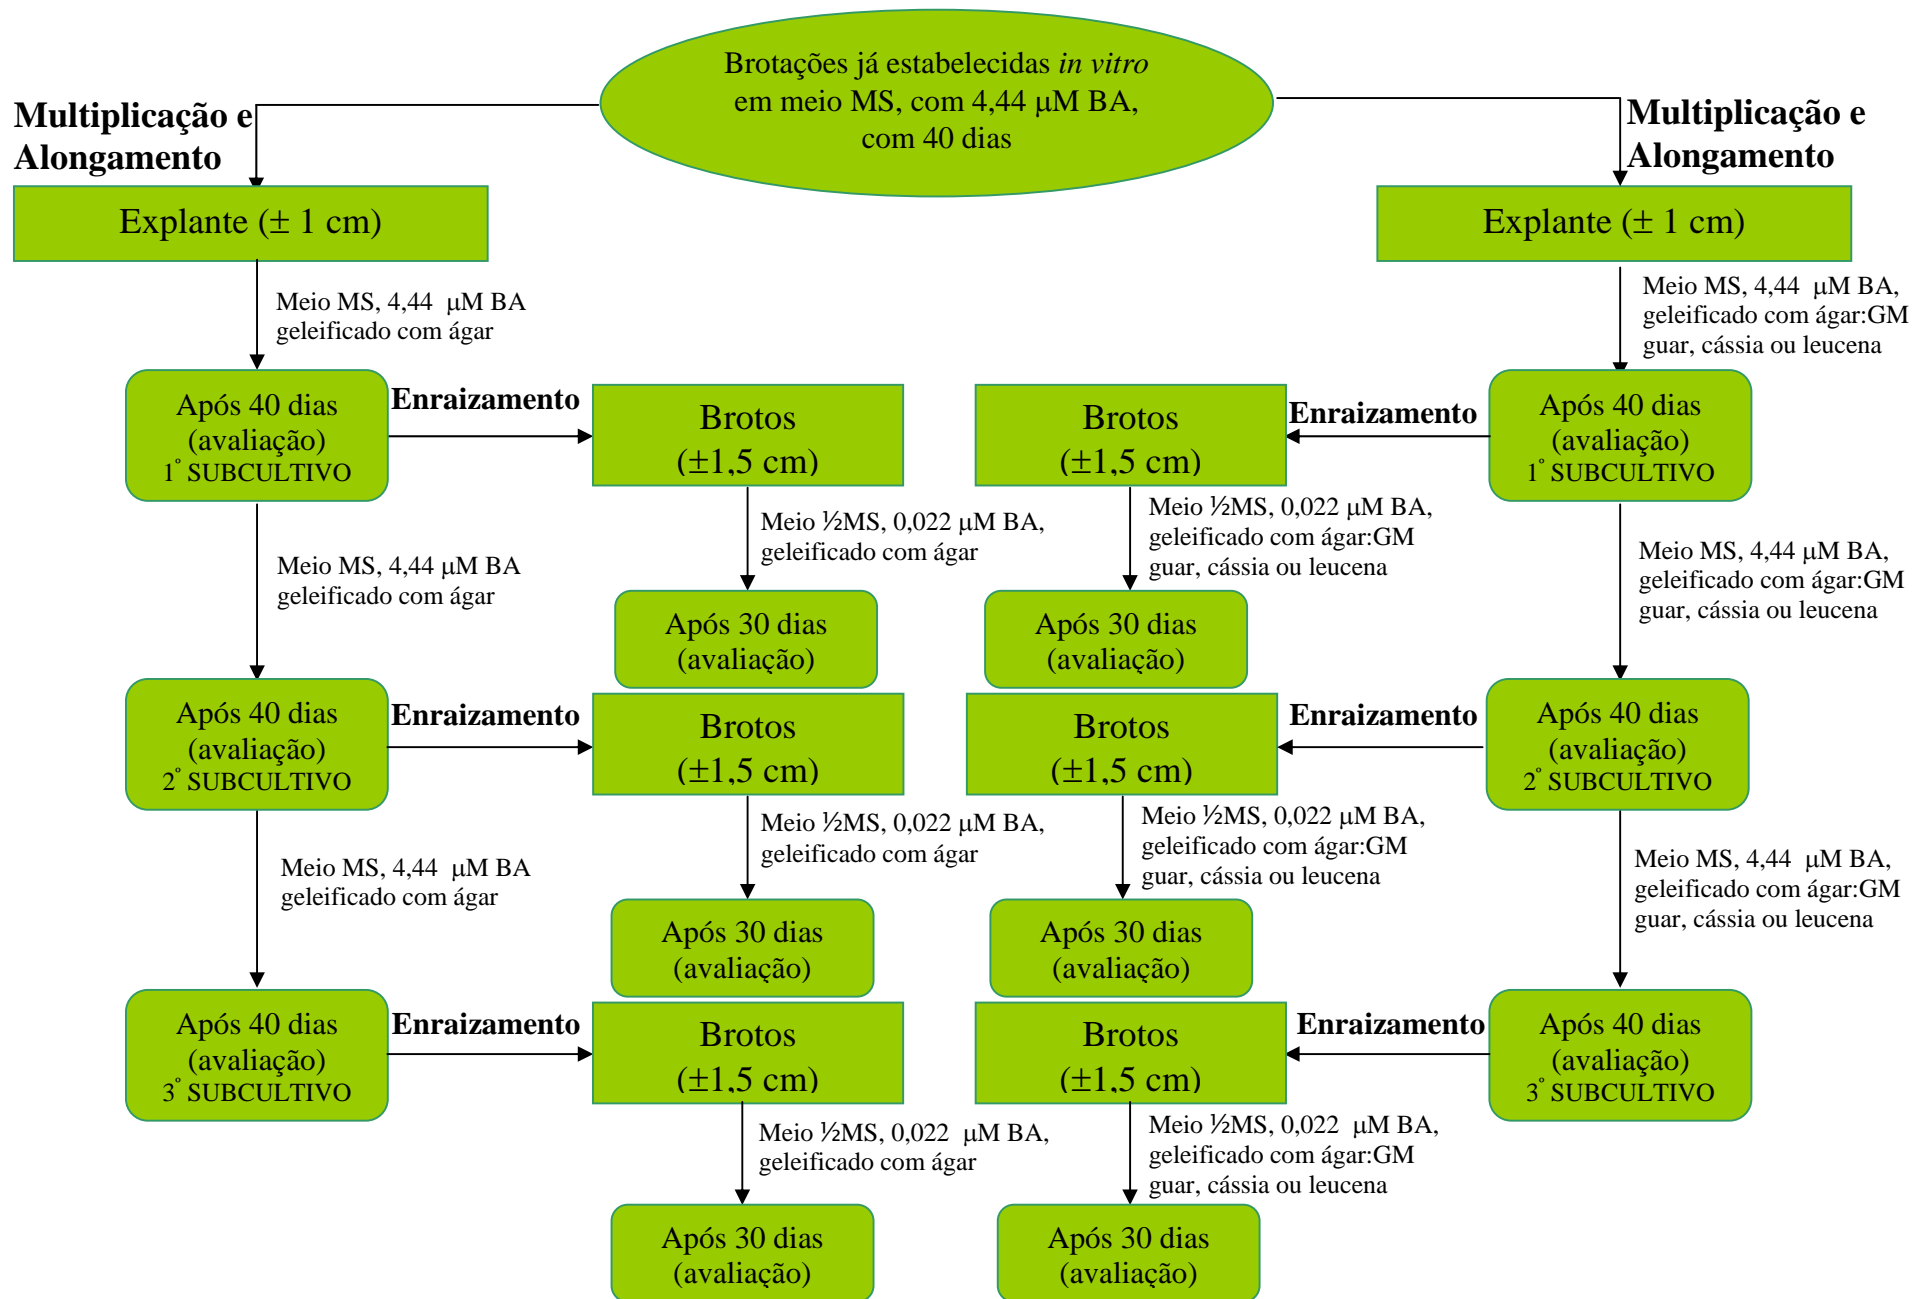 Brotações já estabelecidas in vitro
em meio MS, com 4,44 μM BA,
com 40 dias
Multiplicação e
Alongamento
Explante (± 1 cm)
Meio MS, 4,44 μM BA
geleificado com ágar
Após 40 dias
(avaliação)
1º SUBCULTIVO
Enraizamento
Brotos
(±1,5 cm)
Meio ½MS, 0,022 μM BA,
geleificado com ágar
Após 30 dias
(avaliação)
Meio MS, 4,44 μM BA
geleificado com ágar
Após 40 dias
(avaliação)
2º SUBCULTIVO
Enraizamento
Brotos
(±1,5 cm)
Meio ½MS, 0,022 μM BA,
geleificado com ágar
Após 30 dias
(avaliação)
Meio MS, 4,44 μM BA
geleificado com ágar
Após 40 dias
(avaliação)
3º SUBCULTIVO
Enraizamento
Brotos
(±1,5 cm)
Meio ½MS, 0,022 μM BA,
geleificado com ágar
Após 30 dias
(avaliação)
Multiplicação e
Alongamento
Explante (± 1 cm)
Meio MS, 4,44 μM BA,
geleificado com ágar:GM
guar, cássia ou leucena
Após 40 dias
(avaliação)
1º SUBCULTIVO
Enraizamento
Brotos
(±1,5 cm)
Meio ½MS, 0,022 μM BA,
geleificado com ágar:GM
guar, cássia ou leucena
Após 30 dias
(avaliação)
Meio MS, 4,44 μM BA,
geleificado com ágar:GM
guar, cássia ou leucena
Após 40 dias
(avaliação)
2º SUBCULTIVO
Enraizamento
Brotos
(±1,5 cm)
Meio ½MS, 0,022 μM BA,
geleificado com ágar:GM
guar, cássia ou leucena
Após 30 dias
(avaliação)
Meio MS, 4,44 μM BA,
geleificado com ágar:GM
guar, cássia ou leucena
Após 40 dias
(avaliação)
3º SUBCULTIVO
Enraizamento
Brotos
(±1,5 cm)
Meio ½MS, 0,022 μM BA,
geleificado com ágar:GM
guar, cássia ou leucena
Após 30 dias
(avaliação)